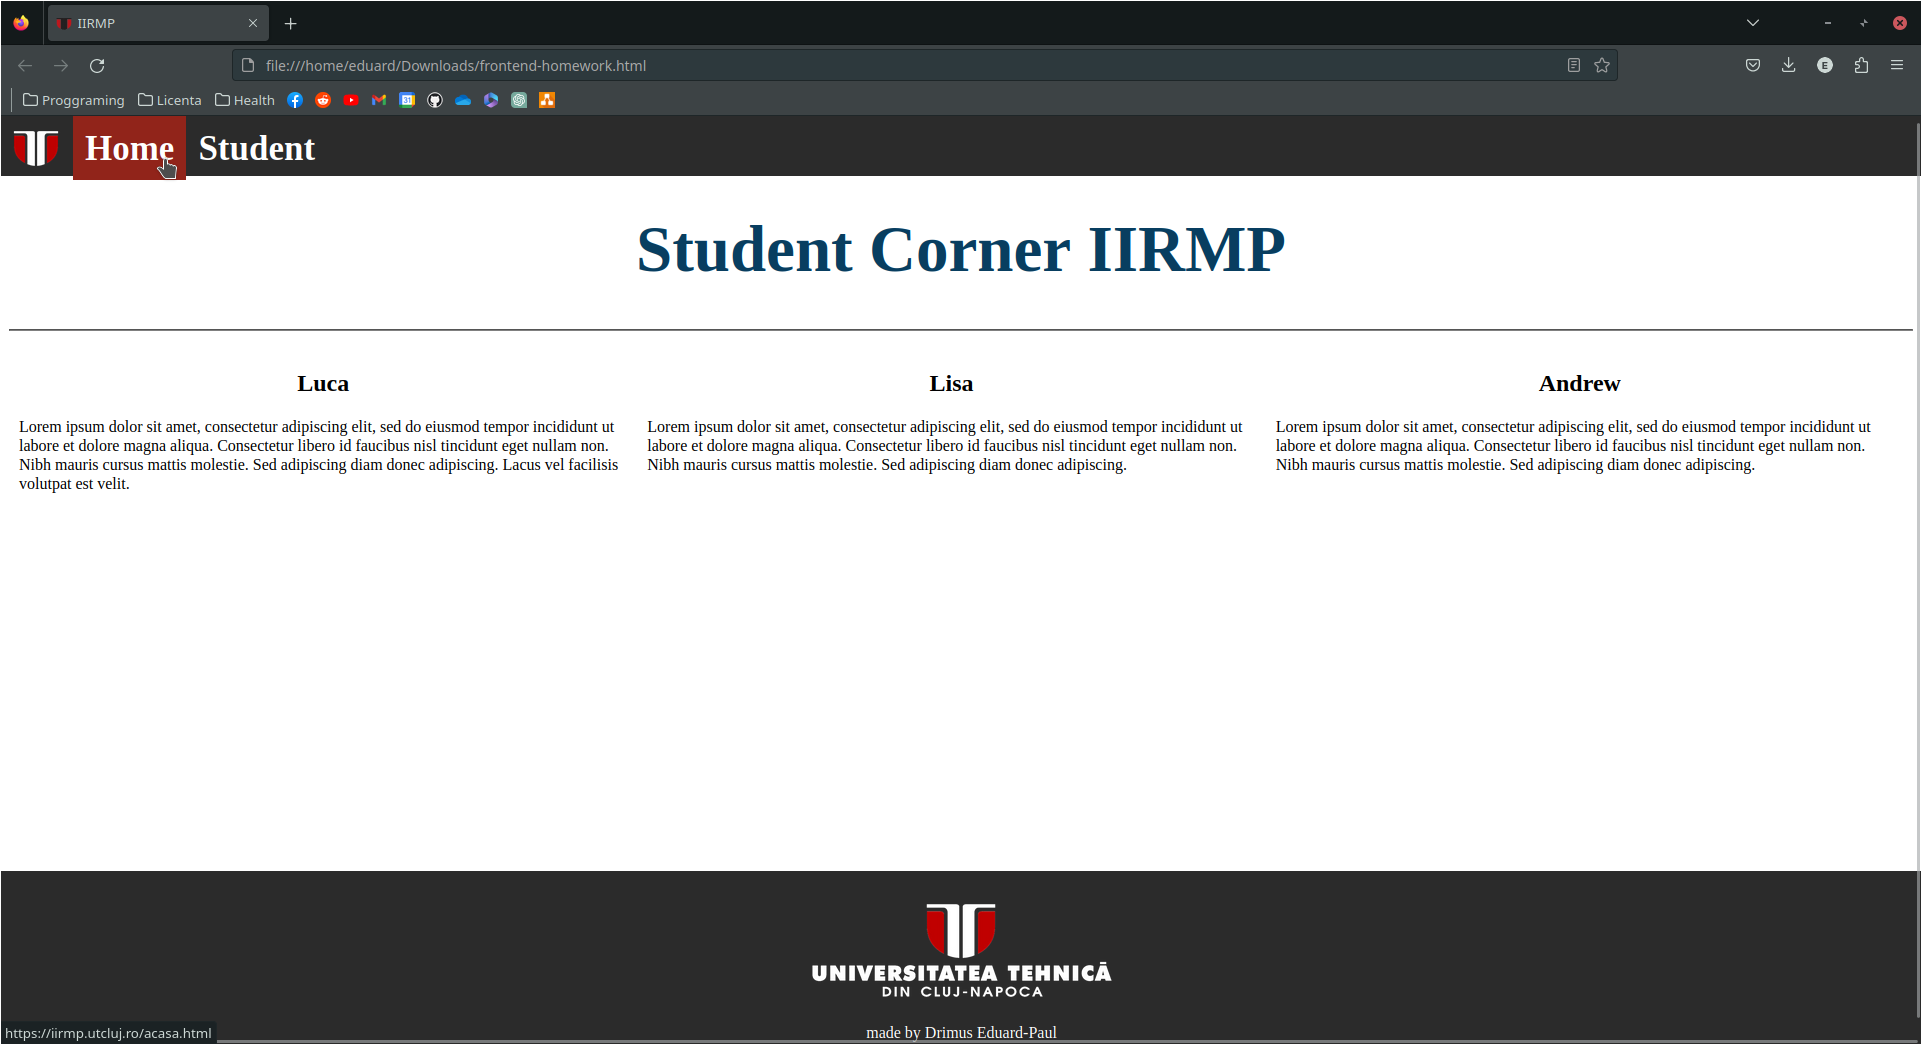 IIRMP
file:///home/eduard/Downloads/frontend-homework.html
E
Proggraming Licenta Health
31
Home Student
Student Corner IIRMP
Luca
Lorem ipsum dolor sit amet, consectetur adipiscing elit, sed do eiusmod tempor incididunt ut
labore et dolore magna aliqua. Consectetur libero id faucibus nisl tincidunt eget nullam non.
Nibh mauris cursus mattis molestie. Sed adipiscing diam donec adipiscing. Lacus vel facilisis
volutpat est velit.
Lisa
Lorem ipsum dolor sit amet, consectetur adipiscing elit, sed do eiusmod tempor incididunt ut
labore et dolore magna aliqua. Consectetur libero id faucibus nisl tincidunt eget nullam non.
Nibh mauris cursus mattis molestie. Sed adipiscing diam donec adipiscing.
Andrew
Lorem ipsum dolor sit amet, consectetur adipiscing elit, sed do eiusmod tempor incididunt ut
labore et dolore magna aliqua. Consectetur libero id faucibus nisl tincidunt eget nullam non.
Nibh mauris cursus mattis molestie. Sed adipiscing diam donec adipiscing.
UNIVERSITATEA TEHNICĂ
DIN CLUJ-NAPOCA
made by Drimus Eduard-Paul
https://iirmp.utcluj.ro/acasa.html